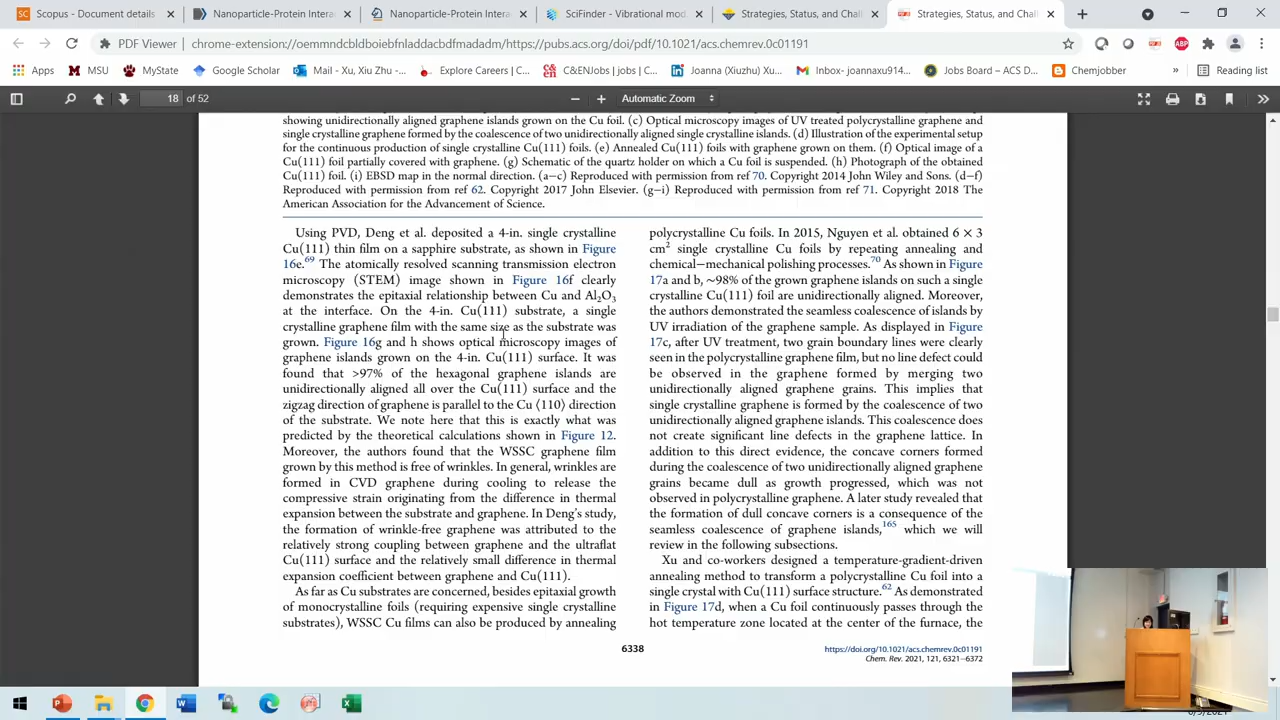 Scopus - Document details
Nanoparticle-Protein Intera
Nanoparticle-Protein Intera
SciFinder - Vibrational mod
Strategies, Status, and Chall
Strategies, Status, and Chall
PDF Viewer | chrome-extension://oemmndcbldboiebfnladdacbdfmadadm/https://pubs.acs.org/doi/pdf/10.1021/acs.chemrev.0c01191
Apps
MSU
MyState
Google Scholar
Mail - Xu, Xiu Zhu -...
Explore Careers | C...
C&ENJobs | jobs | C...
Joanna (Xiuzhu) Xu...
Inbox- joannaxu914...
Jobs Board – ACS D...
Chemjobber
»
Reading list
18 of 52
Automatic Zoom
showing unidirectionally aligned graphene islands grown on the Cu foil. (c) Optical microscopy images of UV treated polycrystalline graphene and
single crystalline graphene formed by the coalescence of two unidirectionally aligned single crystalline islands. (d) Illustration of the experimental setup
for the continuous production of single crystalline Cu(111) foils. (e) Annealed Cu(111) foils with graphene grown on them. (f) Optical image of a
Cu(111) foil partially covered with graphene. (g) Schematic of the quartz holder on which a Cu foil is suspended. (h) Photograph of the obtained
Cu(111) foil. (i) EBSD map in the normal direction. (a−c) Reproduced with permission from ref 70. Copyright 2014 John Wiley and Sons. (d−f)
Reproduced with permission from ref 62. Copyright 2017 John Elsevier. (g−i) Reproduced with permission from ref 71. Copyright 2018 The
American Association for the Advancement of Science.
Using PVD, Deng et al. deposited a 4-in. single crystalline
Cu(111) thin film on a sapphire substrate, as shown in Figure
16e.69 The atomically resolved scanning transmission electron
microscopy (STEM) image shown in Figure 16f clearly
demonstrates the epitaxial relationship between Cu and Al2O3
at the interface. On the 4-in. Cu(111) substrate, a single
crystalline graphene film with the same size as the substrate was
grown. Figure 16g and h shows optical microscopy images of
graphene islands grown on the 4-in. Cu(111) surface. It was
found that >97% of the hexagonal graphene islands are
unidirectionally aligned all over the Cu(111) surface and the
zigzag direction of graphene is parallel to the Cu ⟨110⟩ direction
of the substrate. We note here that this is exactly what was
predicted by the theoretical calculations shown in Figure 12.
Moreover, the authors found that the WSSC graphene film
grown by this method is free of wrinkles. In general, wrinkles are
formed in CVD graphene during cooling to release the
compressive strain originating from the difference in thermal
expansion between the substrate and graphene. In Deng's study,
the formation of wrinkle-free graphene was attributed to the
relatively strong coupling between graphene and the ultraflat
Cu(111) surface and the relatively small difference in thermal
expansion coefficient between graphene and Cu(111).
As far as Cu substrates are concerned, besides epitaxial growth
of monocrystalline foils (requiring expensive single crystalline
substrates), WSSC Cu films can also be produced by annealing
polycrystalline Cu foils. In 2015, Nguyen et al. obtained 6 × 3
cm2 single crystalline Cu foils by repeating annealing and
chemical−mechanical polishing processes.70 As shown in Figure
17a and b, ~98% of the grown graphene islands on such a single
crystalline Cu(111) foil are unidirectionally aligned. Moreover,
the authors demonstrated the seamless coalescence of islands by
UV irradiation of the graphene sample. As displayed in Figure
17c, after UV treatment, two grain boundary lines were clearly
seen in the polycrystalline graphene film, but no line defect could
be observed in the graphene formed by merging two
unidirectionally aligned graphene grains. This implies that
single crystalline graphene is formed by the coalescence of two
unidirectionally aligned graphene islands. This coalescence does
not create significant line defects in the graphene lattice. In
addition to this direct evidence, the concave corners formed
during the coalescence of two unidirectionally aligned graphene
grains became dull as growth progressed, which was not
observed in polycrystalline graphene. A later study revealed that
the formation of dull concave corners is a consequence of the
seamless coalescence of graphene islands,165 which we will
review in the following subsections.
Xu and co-workers designed a temperature-gradient-driven
annealing method to transform a polycrystalline Cu foil into a
single crystal with Cu(111) surface structure.62 As demonstrated
in Figure 17d, when a Cu foil continuously passes through the
hot temperature zone located at the center of the furnace, the
6338
https://doi.org/10.1021/acs.chemrev.0c01191
Chem. Rev. 2021, 121, 6321−6372